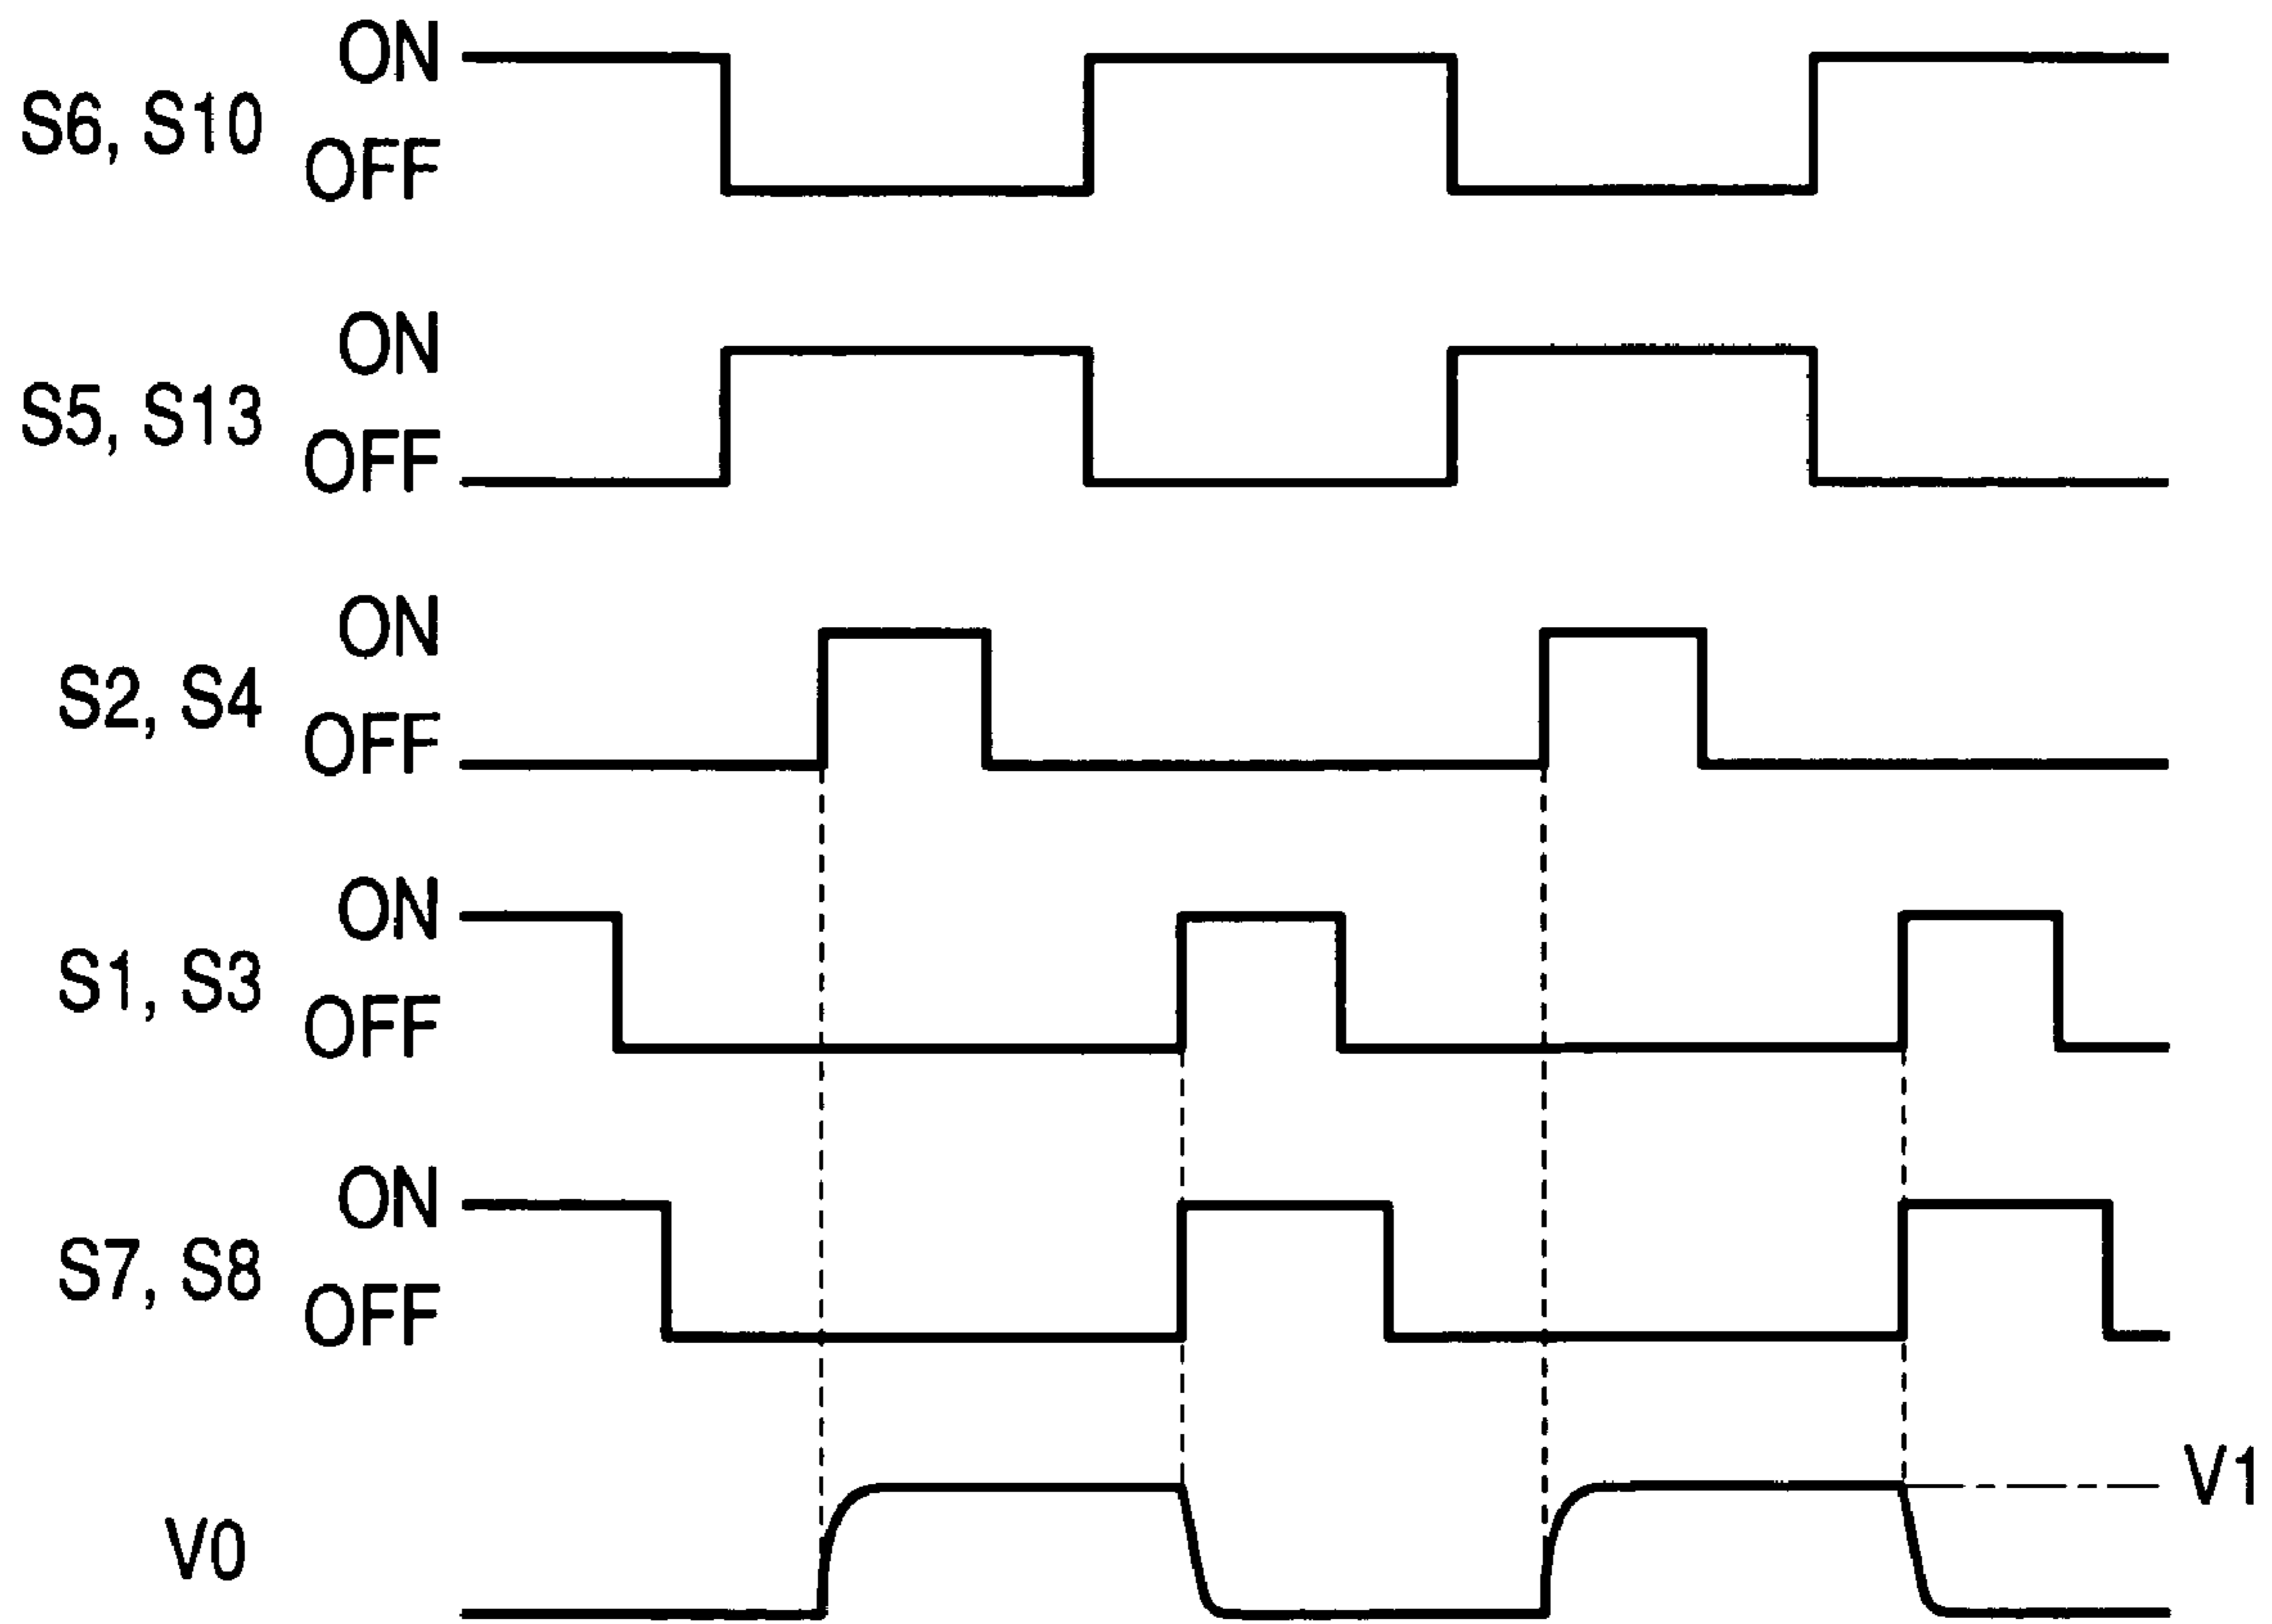 ON
S6, S10
OFF
ON
S5, S13
OFF
ON
S2, S4
OFF
ON
S1, S3
OFF
ON
S7, S8
OFF
V1
V0